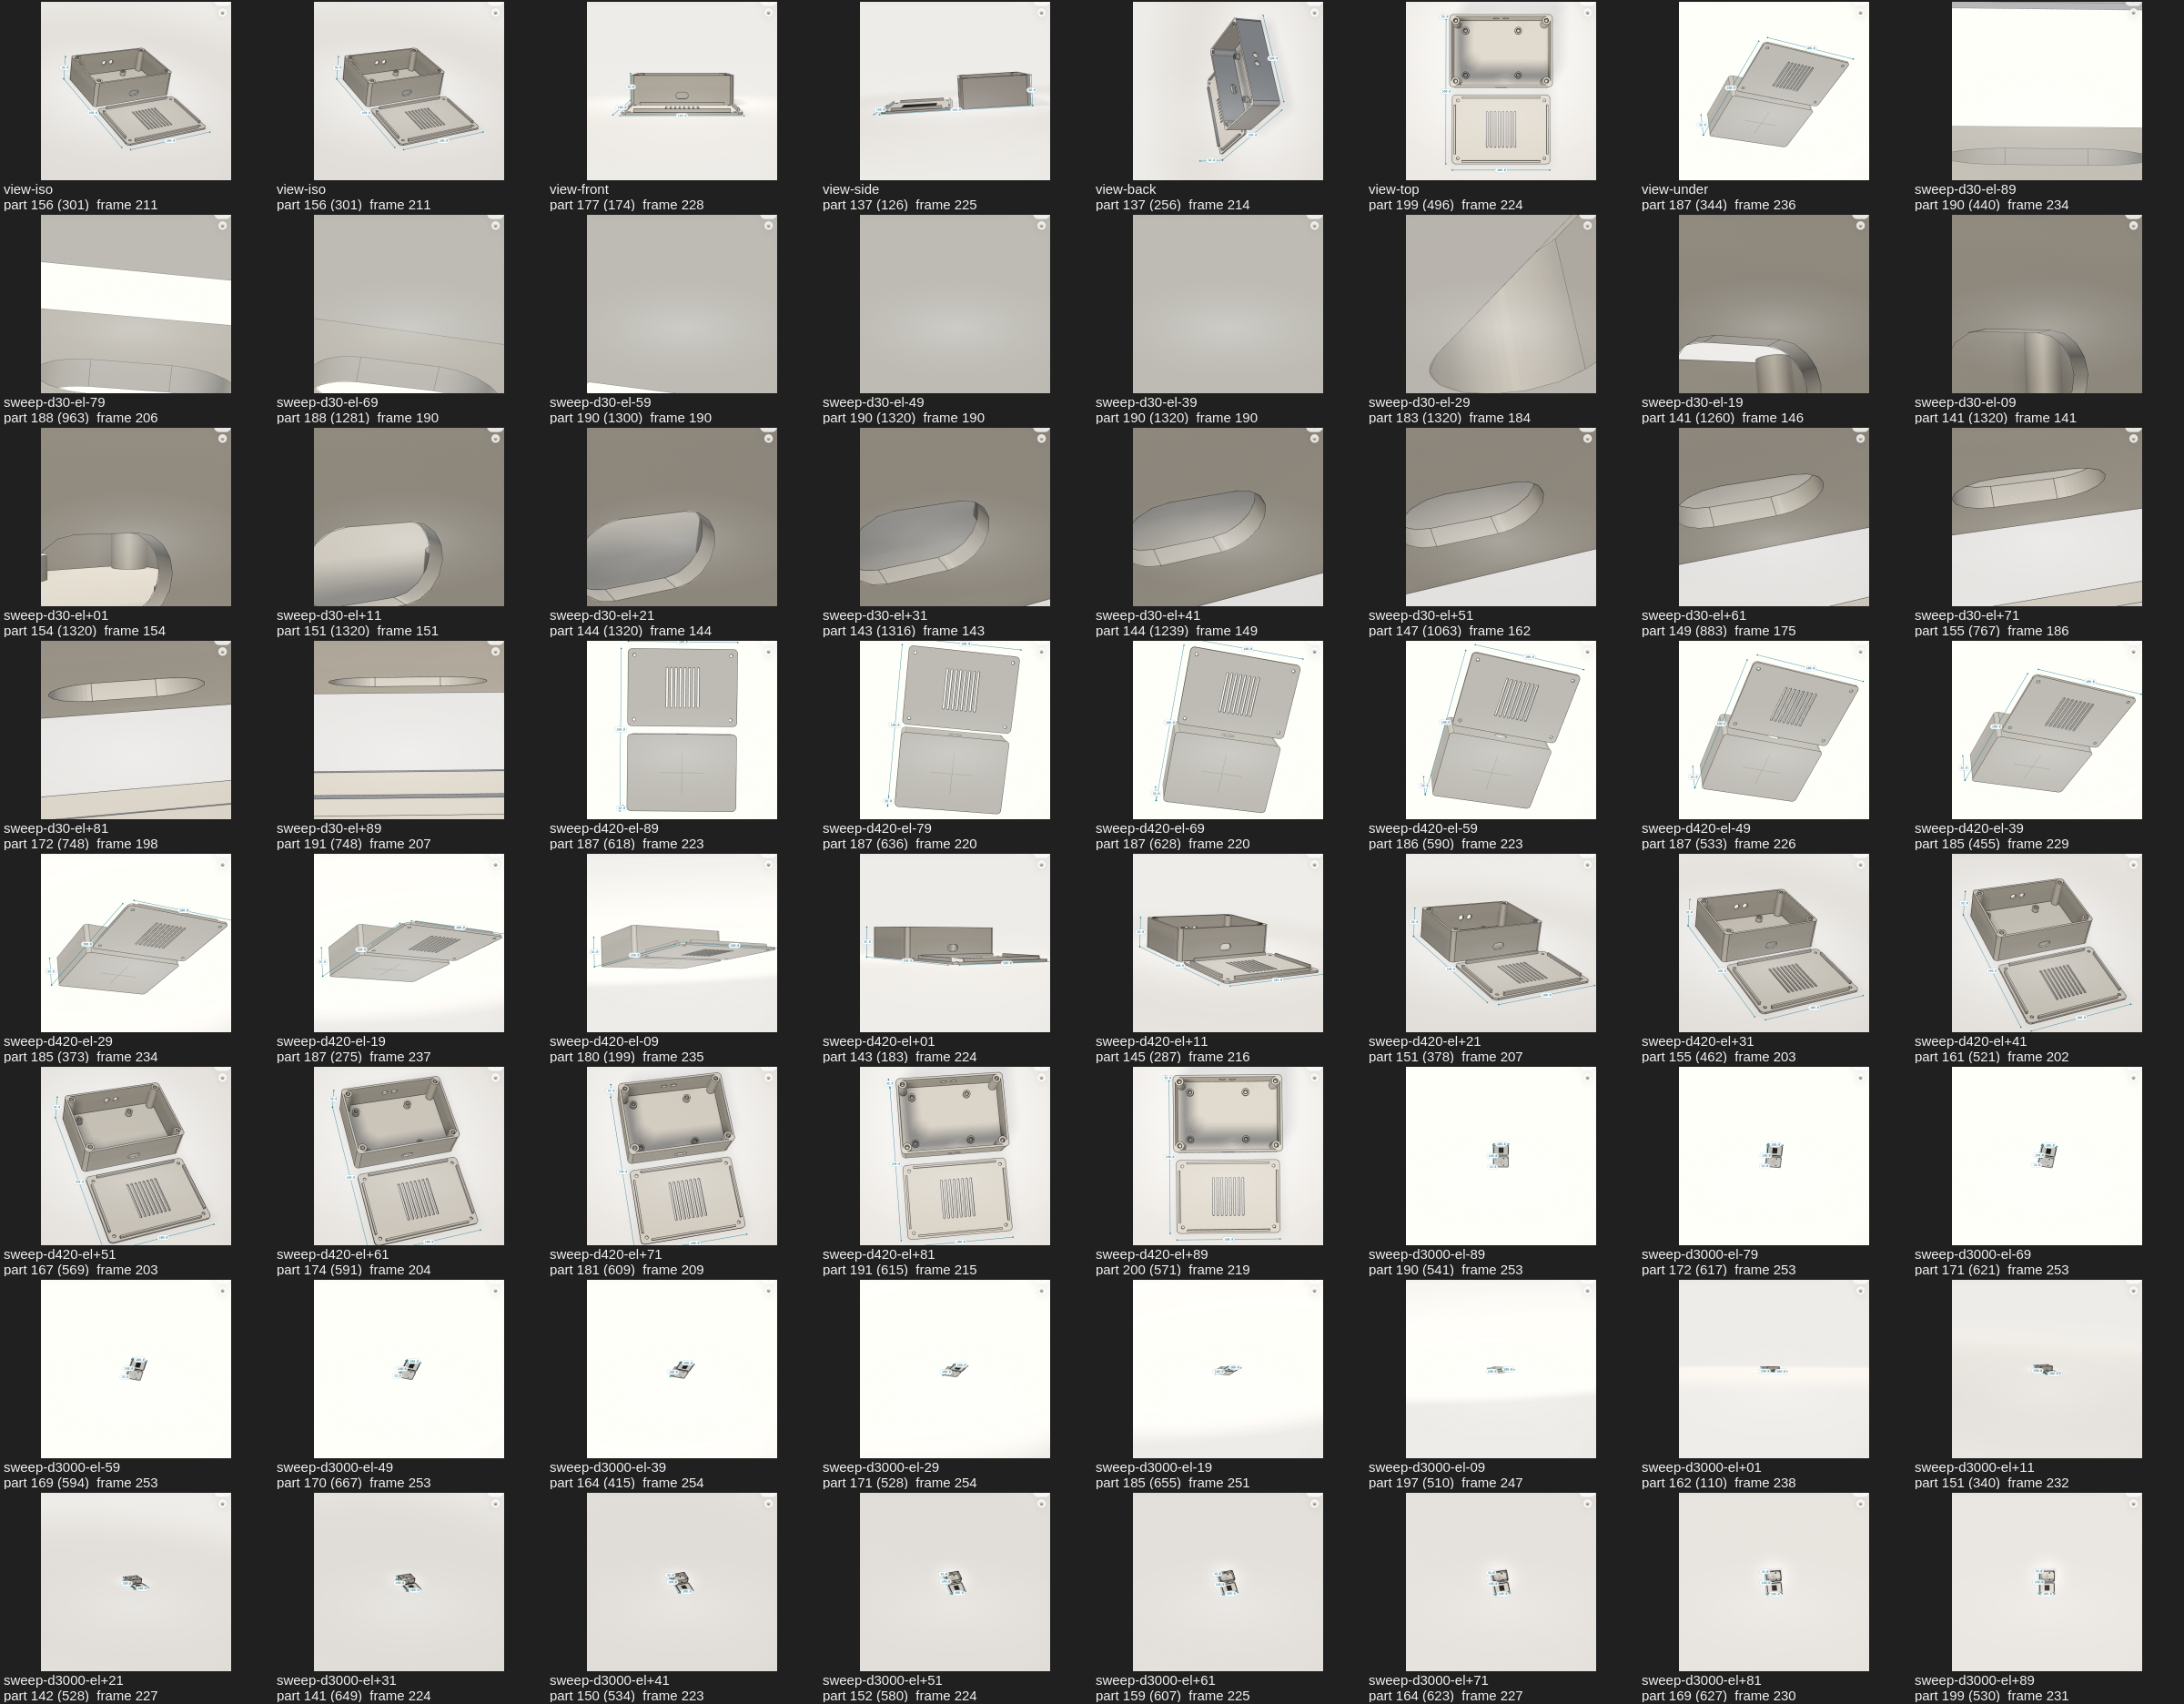 view-iso
part 156 (301) frame 211
view-iso
part 156 (301) frame 211
view-front
part 177 (174) frame 228
view-side
part 137 (126) frame 225
view-back
part 137 (256) frame 214
view-top
part 199 (496) frame 224
view-under
part 187 (344) frame 236
sweep-d30-el-89
part 190 (440) frame 234
sweep-d30-el-79
part 188 (963) frame 206
sweep-d30-el-69
part 188 (1281) frame 190
sweep-d30-el-59
part 190 (1300) frame 190
sweep-d30-el-49
part 190 (1320) frame 190
sweep-d30-el-39
part 190 (1320) frame 190
sweep-d30-el-29
part 183 (1320) frame 184
sweep-d30-el-19
part 141 (1260) frame 146
sweep-d30-el-09
part 141 (1320) frame 141
sweep-d30-el+01
part 154 (1320) frame 154
sweep-d30-el+11
part 151 (1320) frame 151
sweep-d30-el+21
part 144 (1320) frame 144
sweep-d30-el+31
part 143 (1316) frame 143
sweep-d30-el+41
part 144 (1239) frame 149
sweep-d30-el+51
part 147 (1063) frame 162
sweep-d30-el+61
part 149 (883) frame 175
sweep-d30-el+71
part 155 (767) frame 186
sweep-d30-el+81
part 172 (748) frame 198
sweep-d30-el+89
part 191 (748) frame 207
sweep-d420-el-89
part 187 (618) frame 223
sweep-d420-el-79
part 187 (636) frame 220
sweep-d420-el-69
part 187 (628) frame 220
sweep-d420-el-59
part 186 (590) frame 223
sweep-d420-el-49
part 187 (533) frame 226
sweep-d420-el-39
part 185 (455) frame 229
sweep-d420-el-29
part 185 (373) frame 234
sweep-d420-el-19
part 187 (275) frame 237
sweep-d420-el-09
part 180 (199) frame 235
sweep-d420-el+01
part 143 (183) frame 224
sweep-d420-el+11
part 145 (287) frame 216
sweep-d420-el+21
part 151 (378) frame 207
sweep-d420-el+31
part 155 (462) frame 203
sweep-d420-el+41
part 161 (521) frame 202
sweep-d420-el+51
part 167 (569) frame 203
sweep-d420-el+61
part 174 (591) frame 204
sweep-d420-el+71
part 181 (609) frame 209
sweep-d420-el+81
part 191 (615) frame 215
sweep-d420-el+89
part 200 (571) frame 219
sweep-d3000-el-89
part 190 (541) frame 253
sweep-d3000-el-79
part 172 (617) frame 253
sweep-d3000-el-69
part 171 (621) frame 253
sweep-d3000-el-59
part 169 (594) frame 253
sweep-d3000-el-49
part 170 (667) frame 253
sweep-d3000-el-39
part 164 (415) frame 254
sweep-d3000-el-29
part 171 (528) frame 254
sweep-d3000-el-19
part 185 (655) frame 251
sweep-d3000-el-09
part 197 (510) frame 247
sweep-d3000-el+01
part 162 (110) frame 238
sweep-d3000-el+11
part 151 (340) frame 232
sweep-d3000-el+21
part 142 (528) frame 227
sweep-d3000-el+31
part 141 (649) frame 224
sweep-d3000-el+41
part 150 (534) frame 223
sweep-d3000-el+51
part 152 (580) frame 224
sweep-d3000-el+61
part 159 (607) frame 225
sweep-d3000-el+71
part 164 (623) frame 227
sweep-d3000-el+81
part 169 (627) frame 230
sweep-d3000-el+89
part 199 (530) frame 231